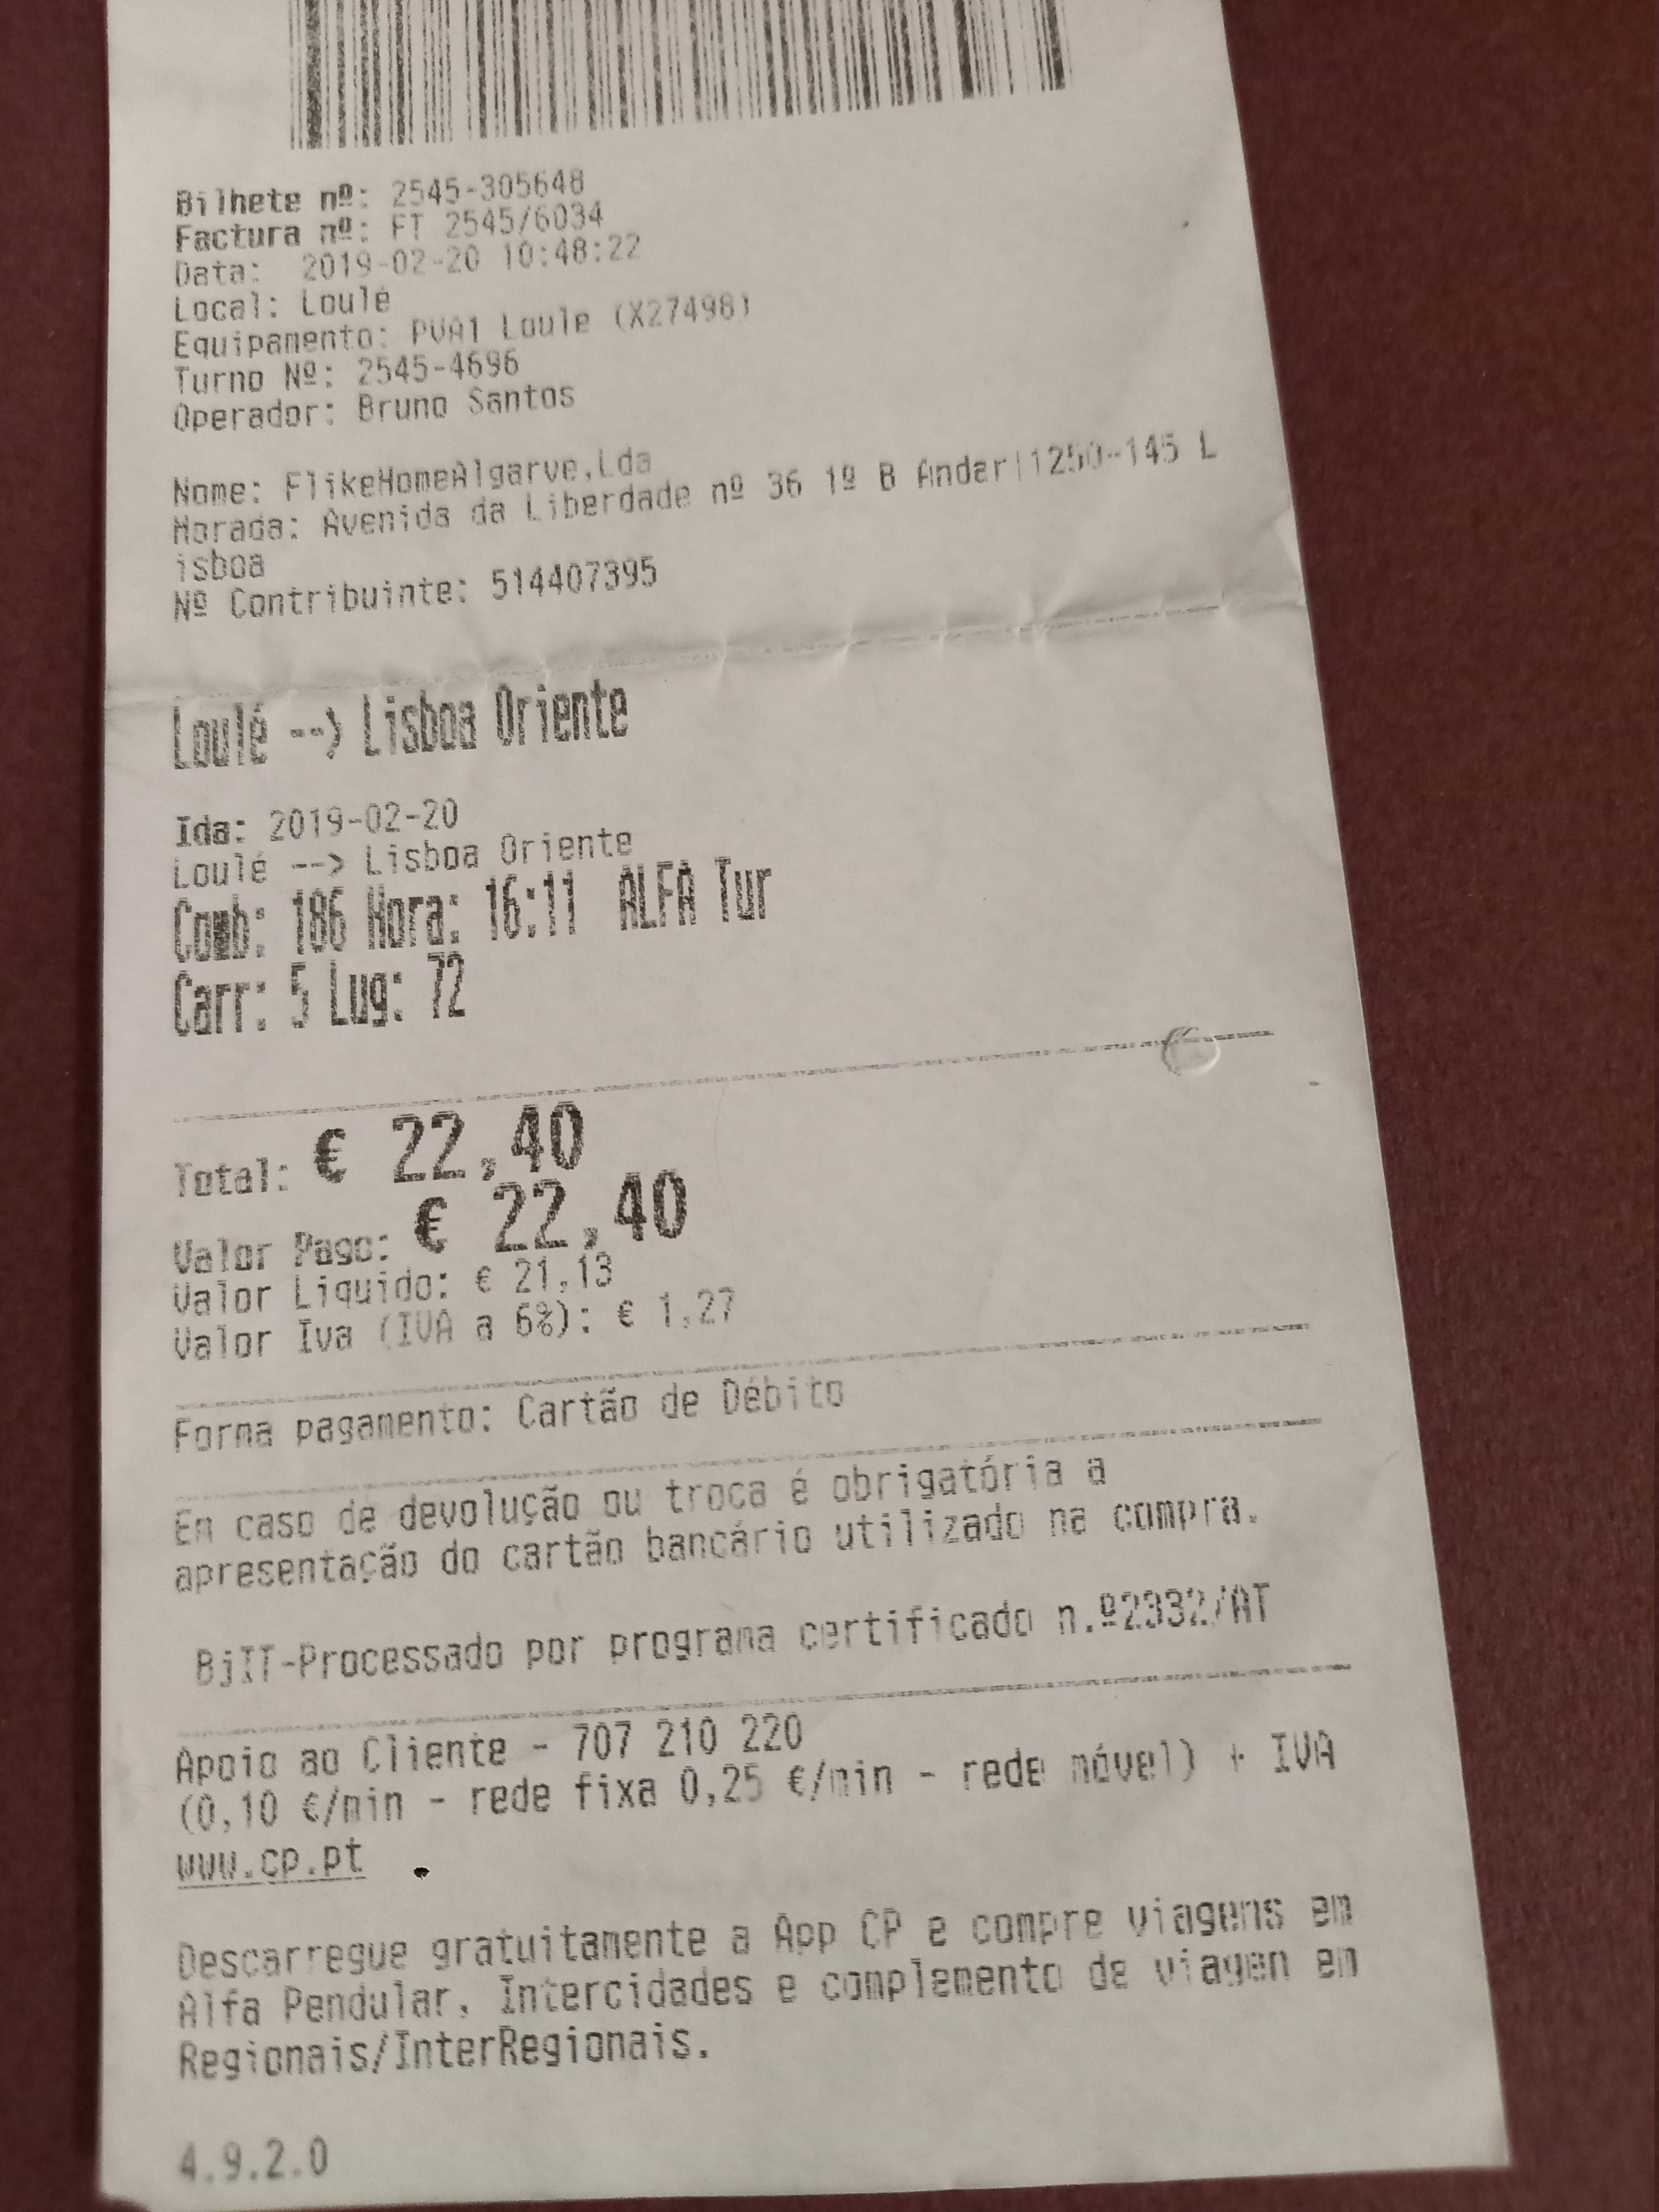 Bilhete nº: 2545-305648
Factura nº: FT 2545/6034
Data: 2019-02-20 10:48:22
Local: Loulé
Equipamento: PVA1 Loule (X27498)
Turno Nº: 2545-4696
Operador: Bruno Santos
Nome: FlikeHomeAlgarve,Lda
Morada: Avenida da Liberdade nº 36 1º B Andar|1250-145 L
isboa
Nº Contribuinte: 514407395
Loulé --> Lisboa Oriente
Ida: 2019-02-20
Loulé --> Lisboa Oriente
Comb: 186 Hora: 16:11 ALFA Tur
Carr: 5 Lug: 72
Total: € 22,40
Valor Pago: € 22,40
Valor Liquido: € 21,13
Valor Iva (IVA a 6%): € 1,27
Forma pagamento: Cartão de Débito
Em caso de devolução ou troca é obrigatória a
apresentação do cartão bancário utilizado na compra.
BjIT-Processado por programa certificado n.º2332/AT
Apoio ao Cliente - 707 210 220
(0,10 €/min - rede fixa 0,25 €/min - rede móvel) + IVA
www.cp.pt
Descarregue gratuitamente a App CP e compre viagens em
Alfa Pendular, Intercidades e complemento de viagem em
Regionais/InterRegionais.
4.9.2.0